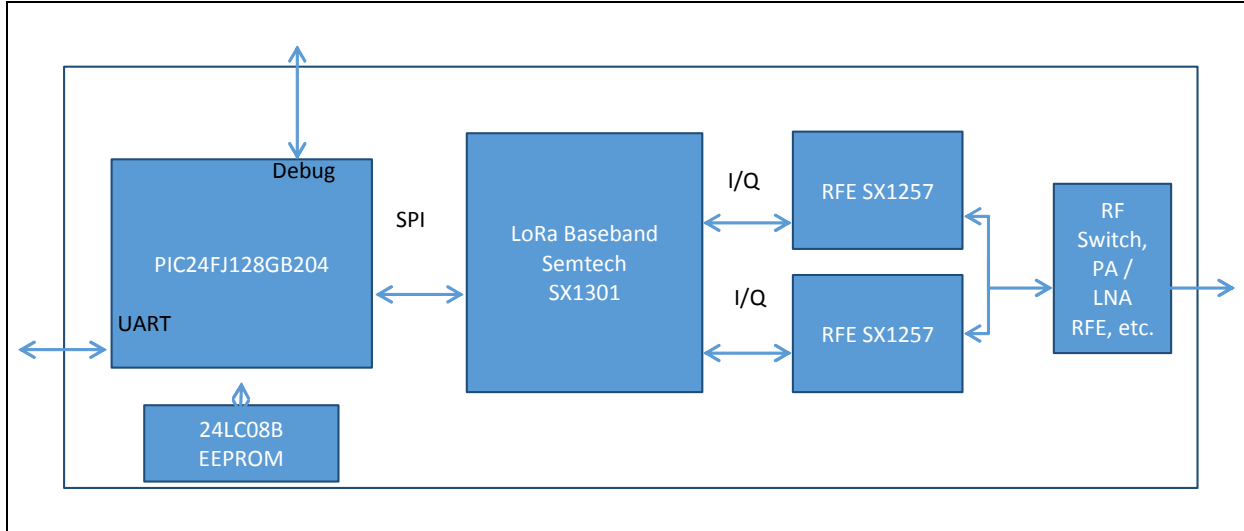 Debug
PIC24FJ128GB204
UART
24LC08B
EEPROM
SPI
LoRa Baseband
Semtech
SX1301
I/Q
I/Q
RFE SX1257
RFE SX1257
RF
Switch,
PA /
LNA
RFE, etc.